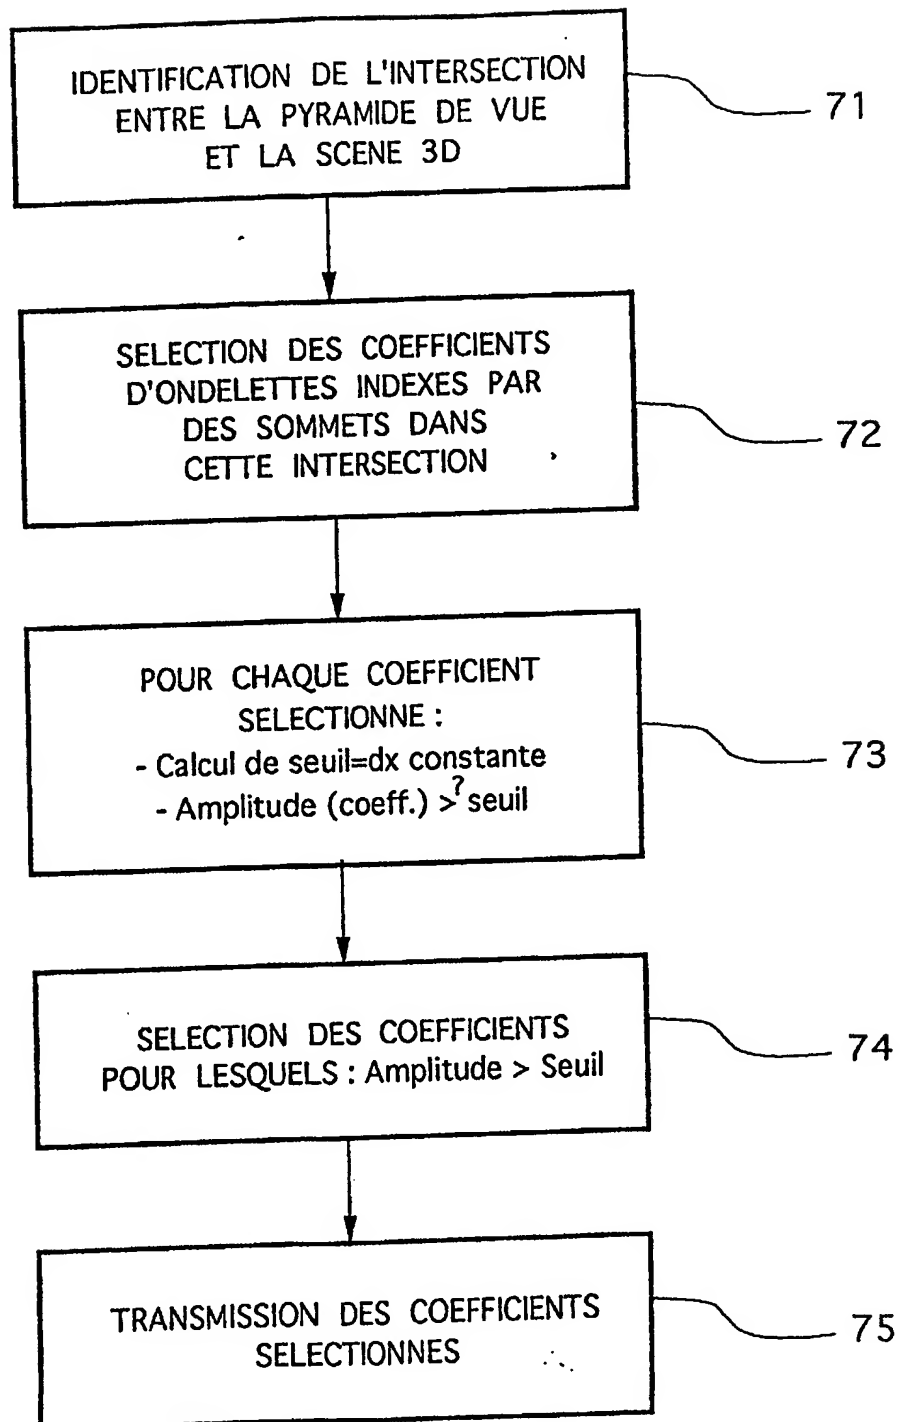 IDENTIFICATION DE L'INTERSECTION
ENTRE LA PYRAMIDE DE VUE
ET LA SCENE 3D
71
SELECTION DES COEFFICIENTS
D'ONDELETTES INDEXES PAR
DES SOMMETS DANS
CETTE INTERSECTION
72
POUR CHAQUE COEFFICIENT
SELECTIONNE :
- Calcul de seuil=dx constante
- Amplitude (coeff.) >? seuil
73
SELECTION DES COEFFICIENTS
POUR LESQUELS : Amplitude > Seuil
74
TRANSMISSION DES COEFFICIENTS
SELECTIONNES
75